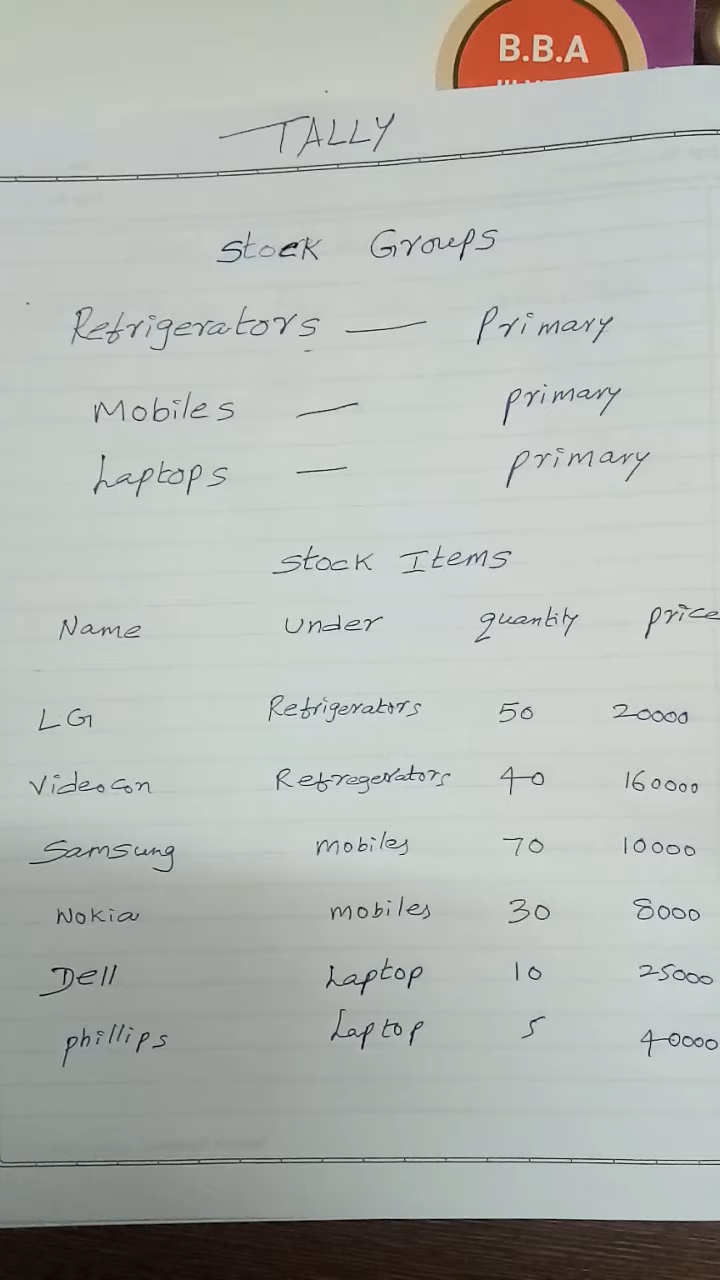 B.B.A
TALLY
Stock Groups
Refrigerators — Primary
Mobiles — primary
Laptops — primary
Stock Items
Name Under quantity price
LG Refrigerators 50 20000
Videocon Refregerators 40 160000
Samsung mobiles 70 10000
Nokia mobiles 30 8000
Dell Laptop 10 25000
phillips Laptop 5 40000